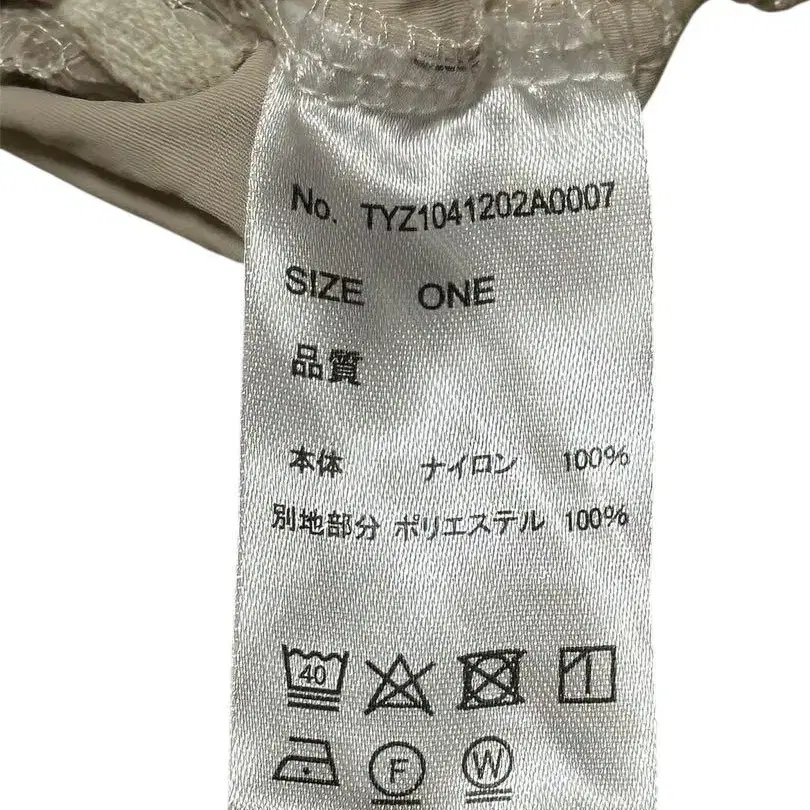 No. TYZ1041202A0007
SIZE ONE
品質
本体 ナイロン 100%
別地部分 ポリエステル 100%
40
F W